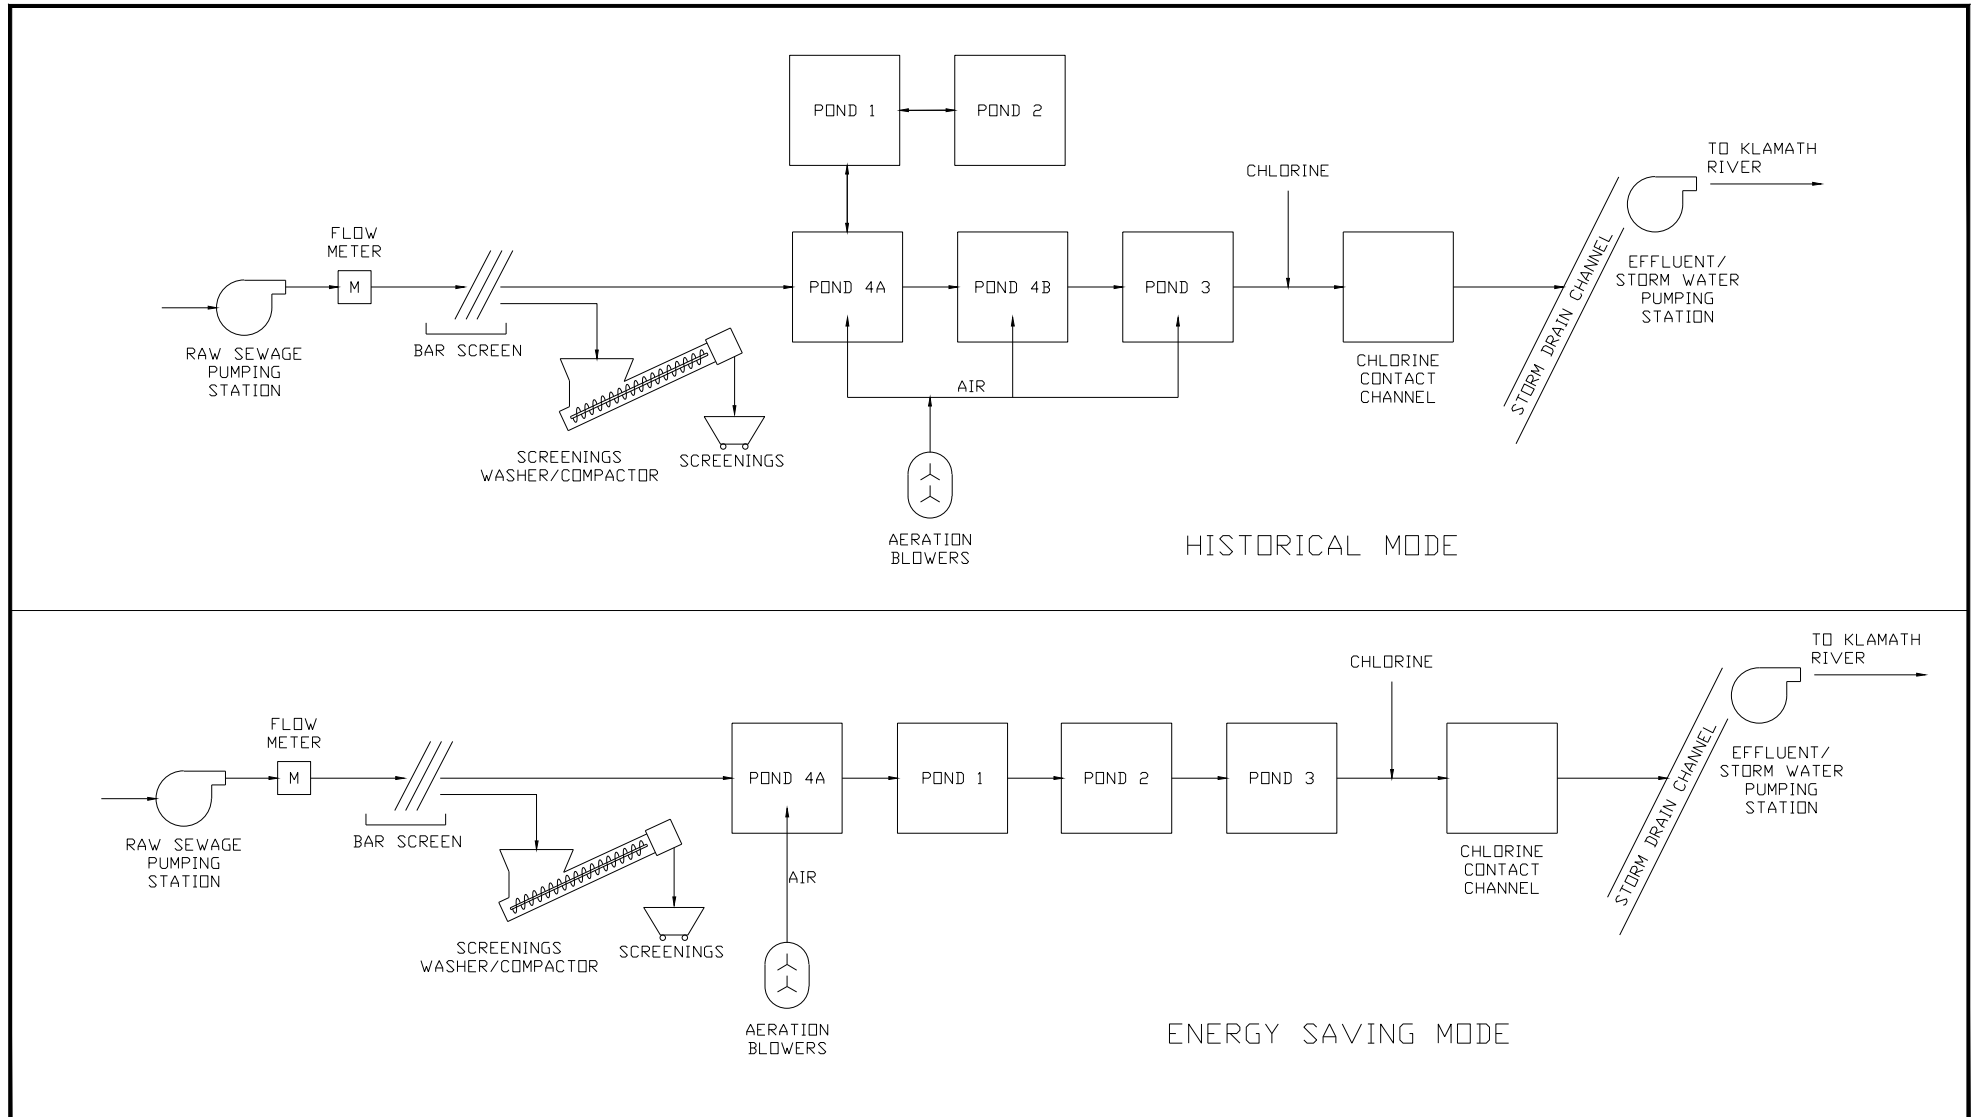 POND 1
POND 2
CHLORINE
TO KLAMATH
RIVER
FLOW
METER
M
POND 4A
POND 4B
POND 3
STORM DRAIN CHANNEL
EFFLUENT/
STORM WATER
PUMPING
STATION
RAW SEWAGE
PUMPING
STATION
BAR SCREEN
CHLORINE
CONTACT
CHANNEL
AIR
SCREENINGS
WASHER/COMPACTOR
SCREENINGS
AERATION
BLOWERS
HISTORICAL MODE
TO KLAMATH
RIVER
CHLORINE
FLOW
METER
M
POND 4A
POND 1
POND 2
POND 3
STORM DRAIN CHANNEL
EFFLUENT/
STORM WATER
PUMPING
STATION
RAW SEWAGE
PUMPING
STATION
BAR SCREEN
CHLORINE
CONTACT
CHANNEL
AIR
SCREENINGS
WASHER/COMPACTOR
SCREENINGS
AERATION
BLOWERS
ENERGY SAVING MODE